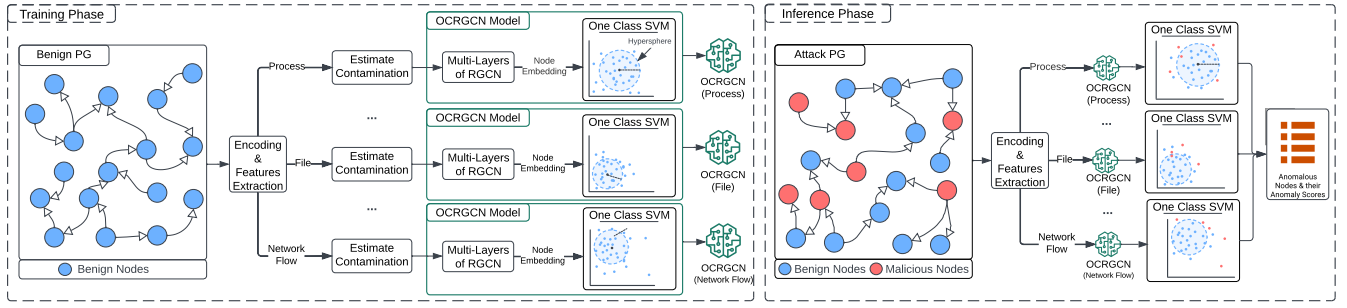 Training Phase
Benign PG
Benign Nodes
Encoding
&
Features
Extraction
Process
File
Network
Flow
Estimate
Contamination
...
Estimate
Contamination
...
Estimate
Contamination
OCRGCN Model
Multi-Layers
of RGCN
Node
Embedding
One Class SVM
Hypersphere
OCRGCN
(Process)
OCRGCN Model
Multi-Layers
of RGCN
Node
Embedding
One Class SVM
OCRGCN
(File)
OCRGCN Model
Multi-Layers
of RGCN
Node
Embedding
One Class SVM
OCRGCN
(Network Flow)
Inference Phase
Attack PG
Benign Nodes
Malicious Nodes
Encoding
&
Features
Extraction
Process
OCRGCN
(Process)
One Class SVM
...
File
OCRGCN
(File)
One Class SVM
...
Network
Flow
OCRGCN
(Network Flow)
One Class SVM
Anomalous
Nodes & their
Anomaly Scores